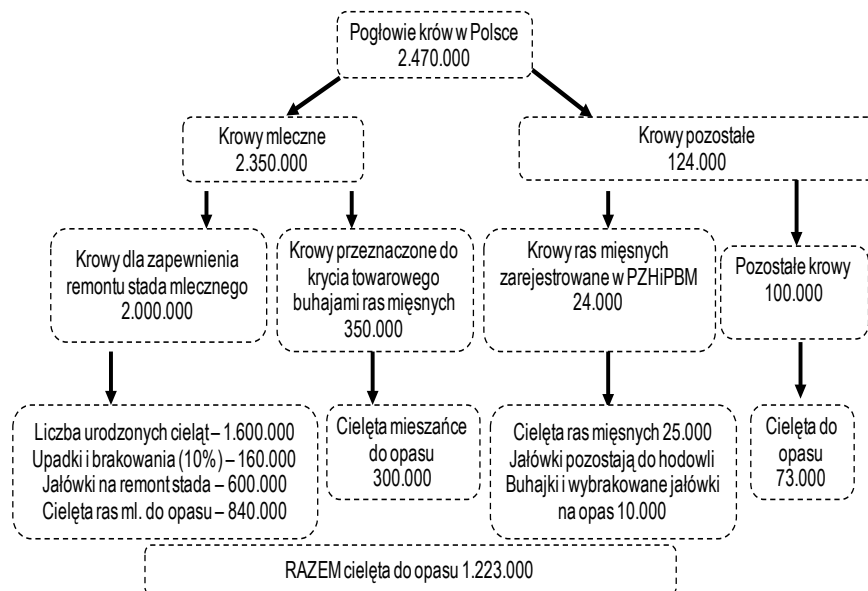 Pogłowie krów w Polsce
2.470.000
Krowy mleczne
2.350.000
Krowy pozostałe
124.000
Krowy dla zapewnienia
remontu stada mlecznego
2.000.000
Krowy przeznaczone do
krycia towarowego
buhajami ras mięsnych
350.000
Krowy ras mięsnych
zarejestrowane w PZHiPBM
24.000
Pozostałe krowy
100.000
Liczba urodzonych cieląt – 1.600.000
Upadki i brakowania (10%) – 160.000
Jałówki na remont stada – 600.000
Cielęta ras ml. do opasu – 840.000
Cielęta mieszańce
do opasu
300.000
Cielęta ras mięsnych 25.000
Jałówki pozostają do hodowli
Buhajki i wybrakowane jałówki
na opas 10.000
Cielęta do
opasu
73.000
RAZEM cielęta do opasu 1.223.000